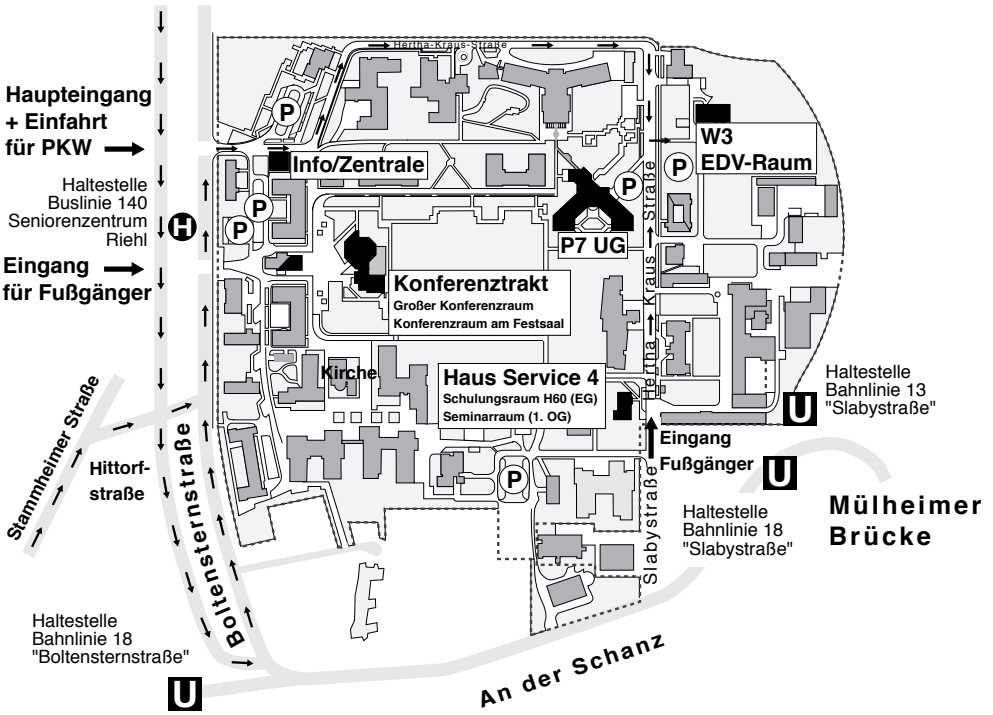 Hertha-Kraus-Straße
Haupteingang
+ Einfahrt
für PKW
P
W3
EDV-Raum
Info/Zentrale
Haltestelle
Buslinie 140
Seniorenzentrum
Riehl
H
P
P
P
P
P7 UG
Eingang
für Fußgänger
Konferenztrakt
Großer Konferenzraum
Konferenzraum am Festsaal
Hertha Kraus Straße
Kirche
Haus Service 4
Schulungsraum H60 (EG)
Seminarraum (1. OG)
Haltestelle
Bahnlinie 13
"Slabystraße"
U
Stammheimer Straße
Hittorf-
straße
Boltensternstraße
Eingang
Fußgänger
U
P
Slabystraße
Haltestelle
Bahnlinie 18
"Slabystraße"
Mülheimer
Brücke
Haltestelle
Bahnlinie 18
"Boltensternstraße"
U
An der Schanz